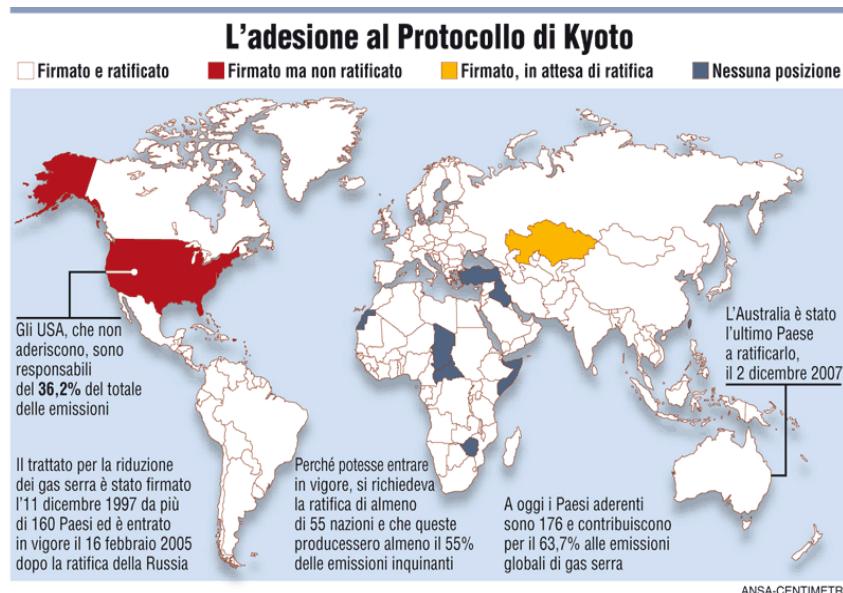 L'adesione al Protocollo di Kyoto
Firmato e ratificato
Firmato ma non ratificato
Firmato, in attesa di ratifica
Nessuna posizione
Gli USA, che non
aderiscono, sono
responsabili
del 36,2% del totale
delle emissioni
L'Australia è stato
l'ultimo Paese
a ratificarlo,
il 2 dicembre 2007
Il trattato per la riduzione
dei gas serra è stato firmato
l'11 dicembre 1997 da più
di 160 Paesi ed è entrato
in vigore il 16 febbraio 2005
dopo la ratifica della Russia
Perché potesse entrare
in vigore, si richiedeva
la ratifica di almeno
di 55 nazioni e che queste
producessero almeno il 55%
delle emissioni inquinanti
A oggi i Paesi aderenti
sono 176 e contribuiscono
per il 63,7% alle emissioni
globali di gas serra
ANSA-CENTIMETR